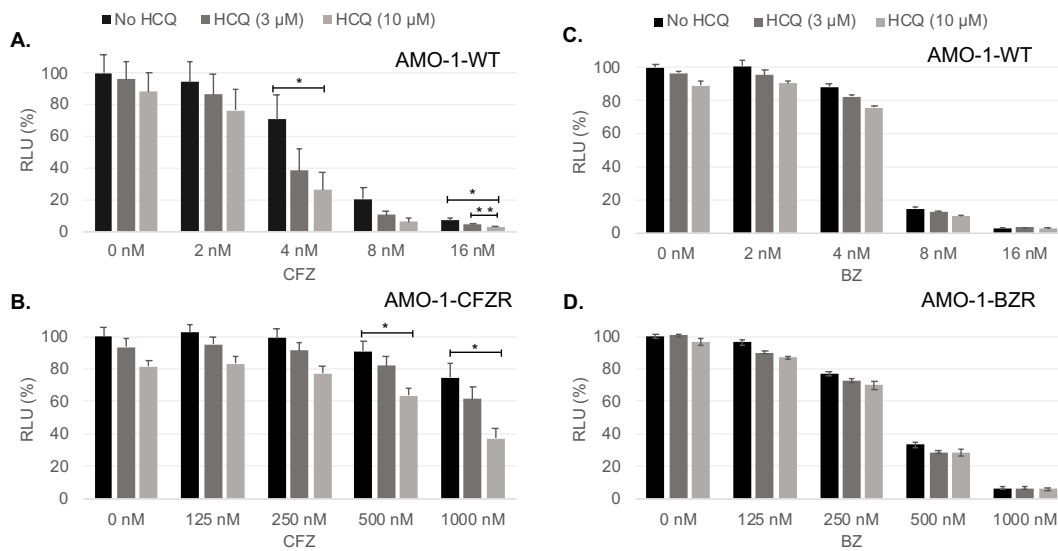 No HCQ HCQ (3 µM) HCQ (10 µM)
A.
AMO-1-WT
RLU (%)
100
80
60
40
20
0
*
*
* *
0 nM 2 nM 4 nM 8 nM 16 nM
CFZ
B.
AMO-1-CFZR
RLU (%)
100
80
60
40
20
0
*
*
0 nM 125 nM 250 nM 500 nM 1000 nM
CFZ
No HCQ HCQ (3 µM) HCQ (10 µM)
C.
AMO-1-WT
RLU (%)
100
80
60
40
20
0
0 nM 2 nM 4 nM 8 nM 16 nM
BZ
D.
AMO-1-BZR
RLU (%)
100
80
60
40
20
0
0 nM 125 nM 250 nM 500 nM 1000 nM
BZ